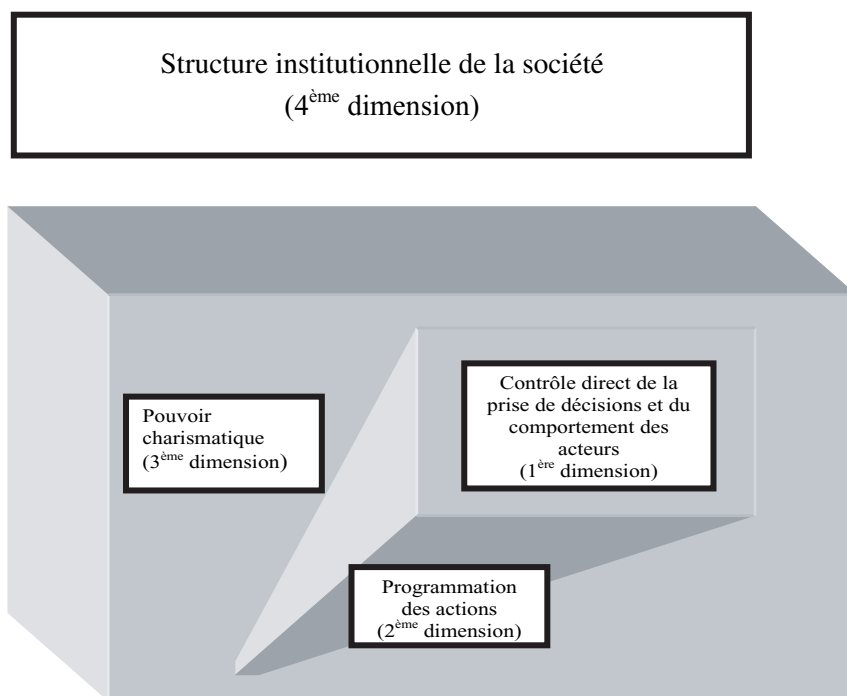 Structure institutionnelle de la société
(4ème dimension)
Pouvoir
charismatique
(3ème dimension)
Contrôle direct de la
prise de décisions et du
comportement des
acteurs
(1ère dimension)
Programmation
des actions
(2ème dimension)